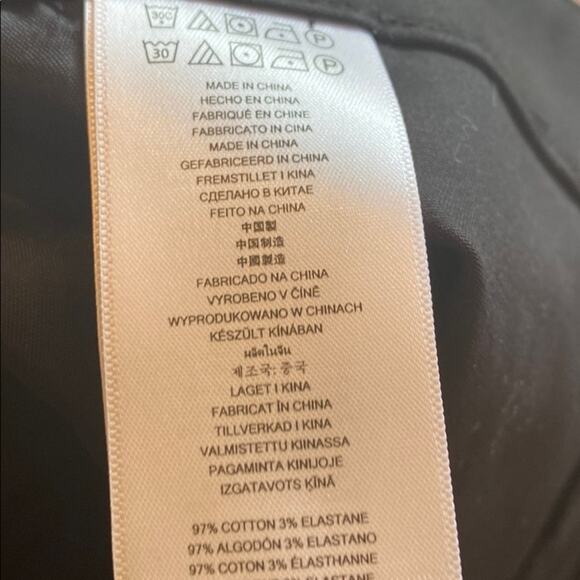 30C P
30 P
MADE IN CHINA
HECHO EN CHINA
FABRIQUÉ EN CHINE
FABBRICATO IN CINA
MADE IN CHINA
GEFABRICEERD IN CHINA
FREMSTILLET I KINA
СДЕЛАНО В КИТАЕ
FEITO NA CHINA
中国製
中国制造
中國製造
FABRICADO NA CHINA
VYROBENO V ČÍNĚ
WYPRODUKOWANO W CHINACH
KÉSZÜLT KÍNÁBAN
ผลิตในจีน
제조국: 중국
LAGET I KINA
FABRICAT ÎN CHINA
TILLVERKAD I KINA
VALMISTETTU KIINASSA
PAGAMINTA KINIJOJE
IZGATAVOTS ĶĪNĀ
97% COTTON 3% ELASTANE
97% ALGODÓN 3% ELASTANO
97% COTON 3% ÉLASTHANNE